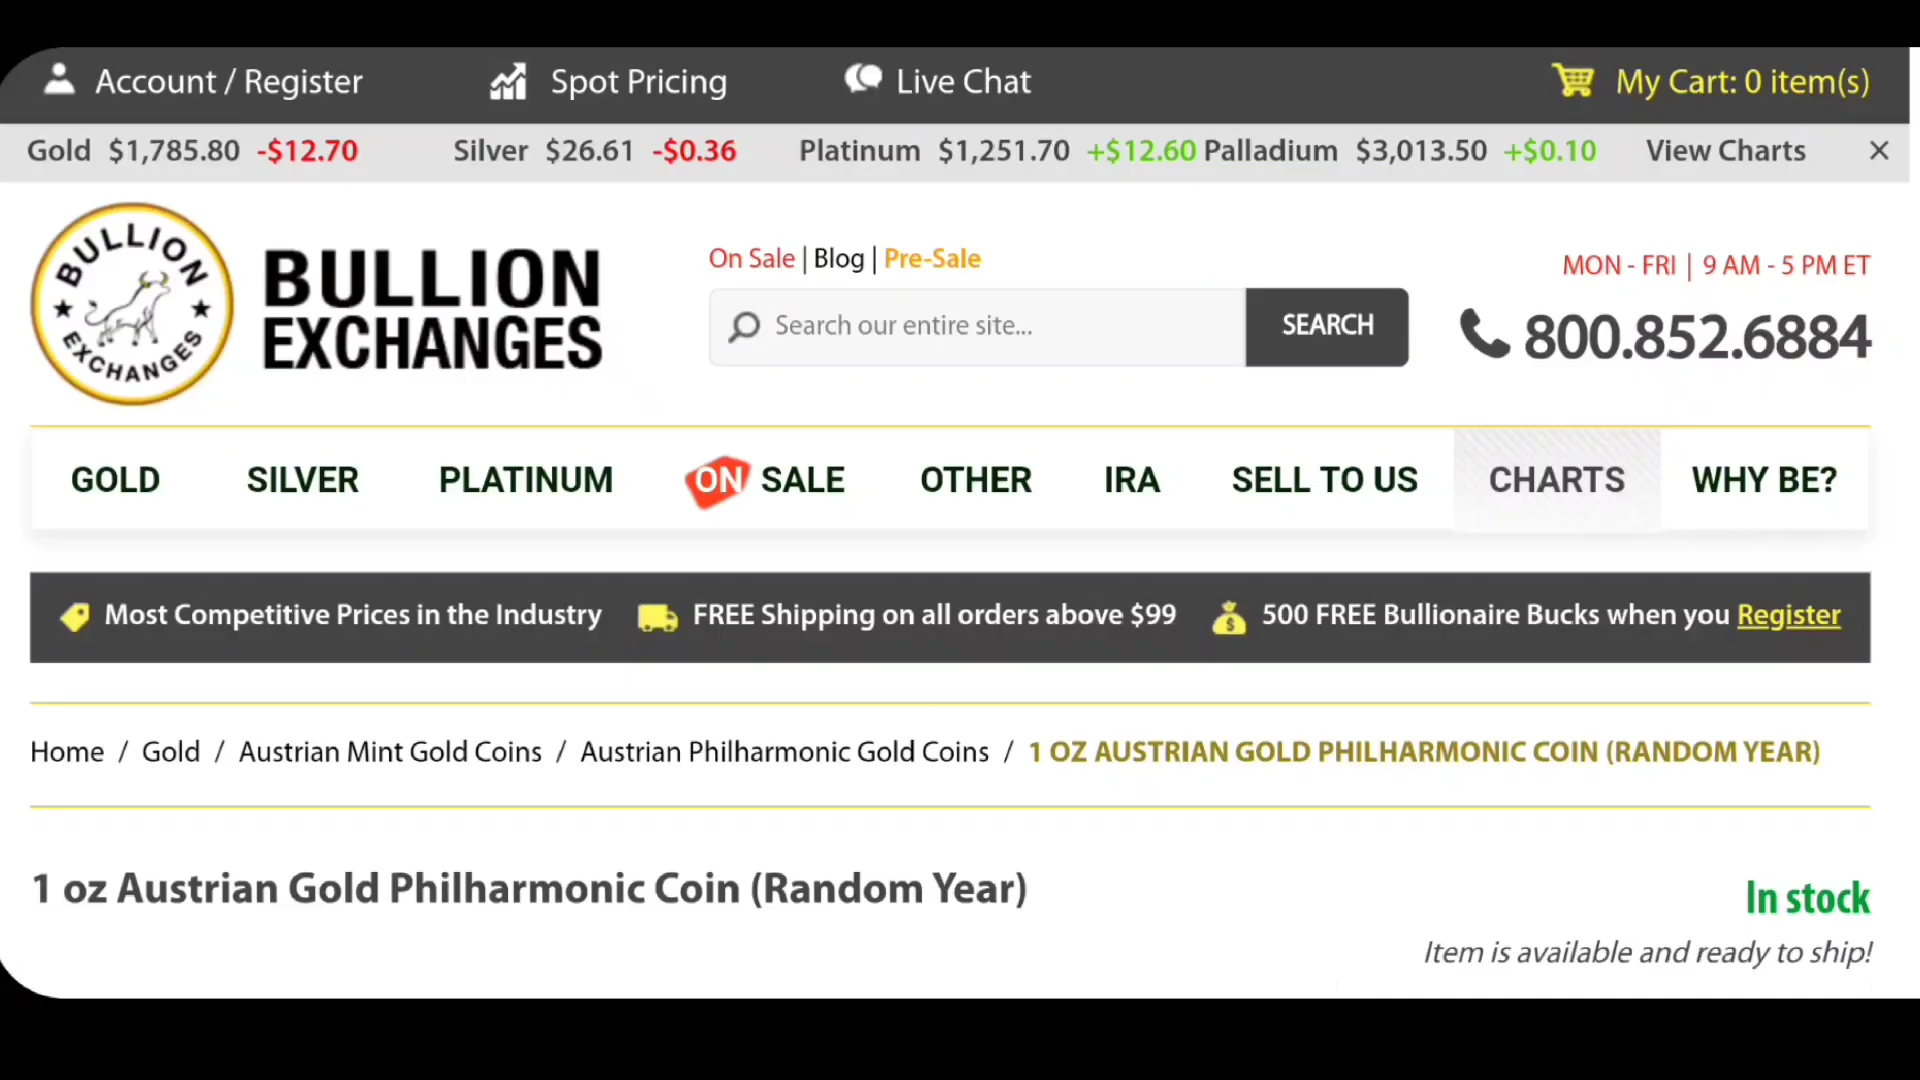 Account / Register Spot Pricing Live Chat My Cart: 0 item(s)
Gold $1,785.80 -$12.70 Silver $26.61 -$0.36 Platinum $1,251.70 +$12.60 Palladium $3,013.50 +$0.10 View Charts ×
BULLION
EXCHANGES
BULLION
EXCHANGES
On Sale | Blog | Pre-Sale
Search our entire site... SEARCH
MON - FRI | 9 AM - 5 PM ET
800.852.6884
GOLD SILVER PLATINUM ON SALE OTHER IRA SELL TO US CHARTS WHY BE?
Most Competitive Prices in the Industry FREE Shipping on all orders above $99 500 FREE Bullionaire Bucks when you Register
Home / Gold / Austrian Mint Gold Coins / Austrian Philharmonic Gold Coins / 1 OZ AUSTRIAN GOLD PHILHARMONIC COIN (RANDOM YEAR)
1 oz Austrian Gold Philharmonic Coin (Random Year)
In stock
Item is available and ready to ship!